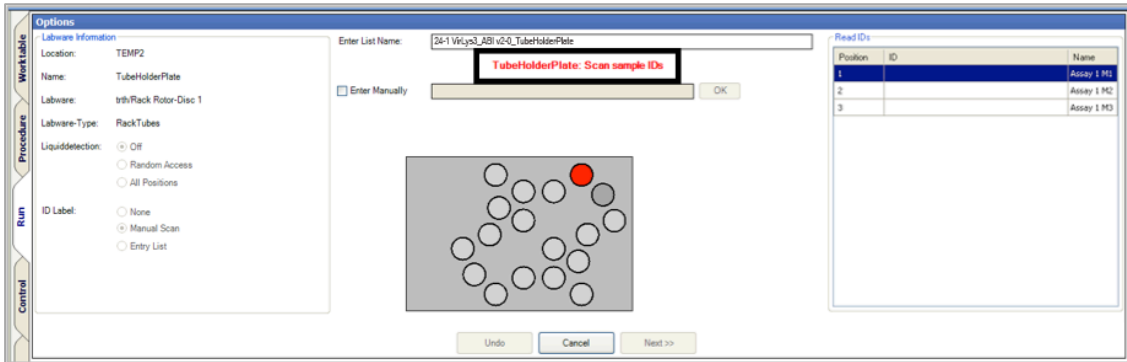 Options
Worktable
Procedure
Run
Control
Labware Information
Location: TEMP2
Name: TubeHolderPlate
Labware: trth/Rack Rotor-Disc 1
Labware-Type: RackTubes
Liquiddetection: Off
Random Access
All Positions
ID Label: None
Manual Scan
Entry List
Enter List Name: 24-1 VirLys3_ABI v2-0_TubeHolderPlate
TubeHolderPlate: Scan sample IDs
Enter Manually OK
Undo Cancel Next >>
Read IDs
Position ID Name
1 Assay 1 M1
2 Assay 1 M2
3 Assay 1 M3